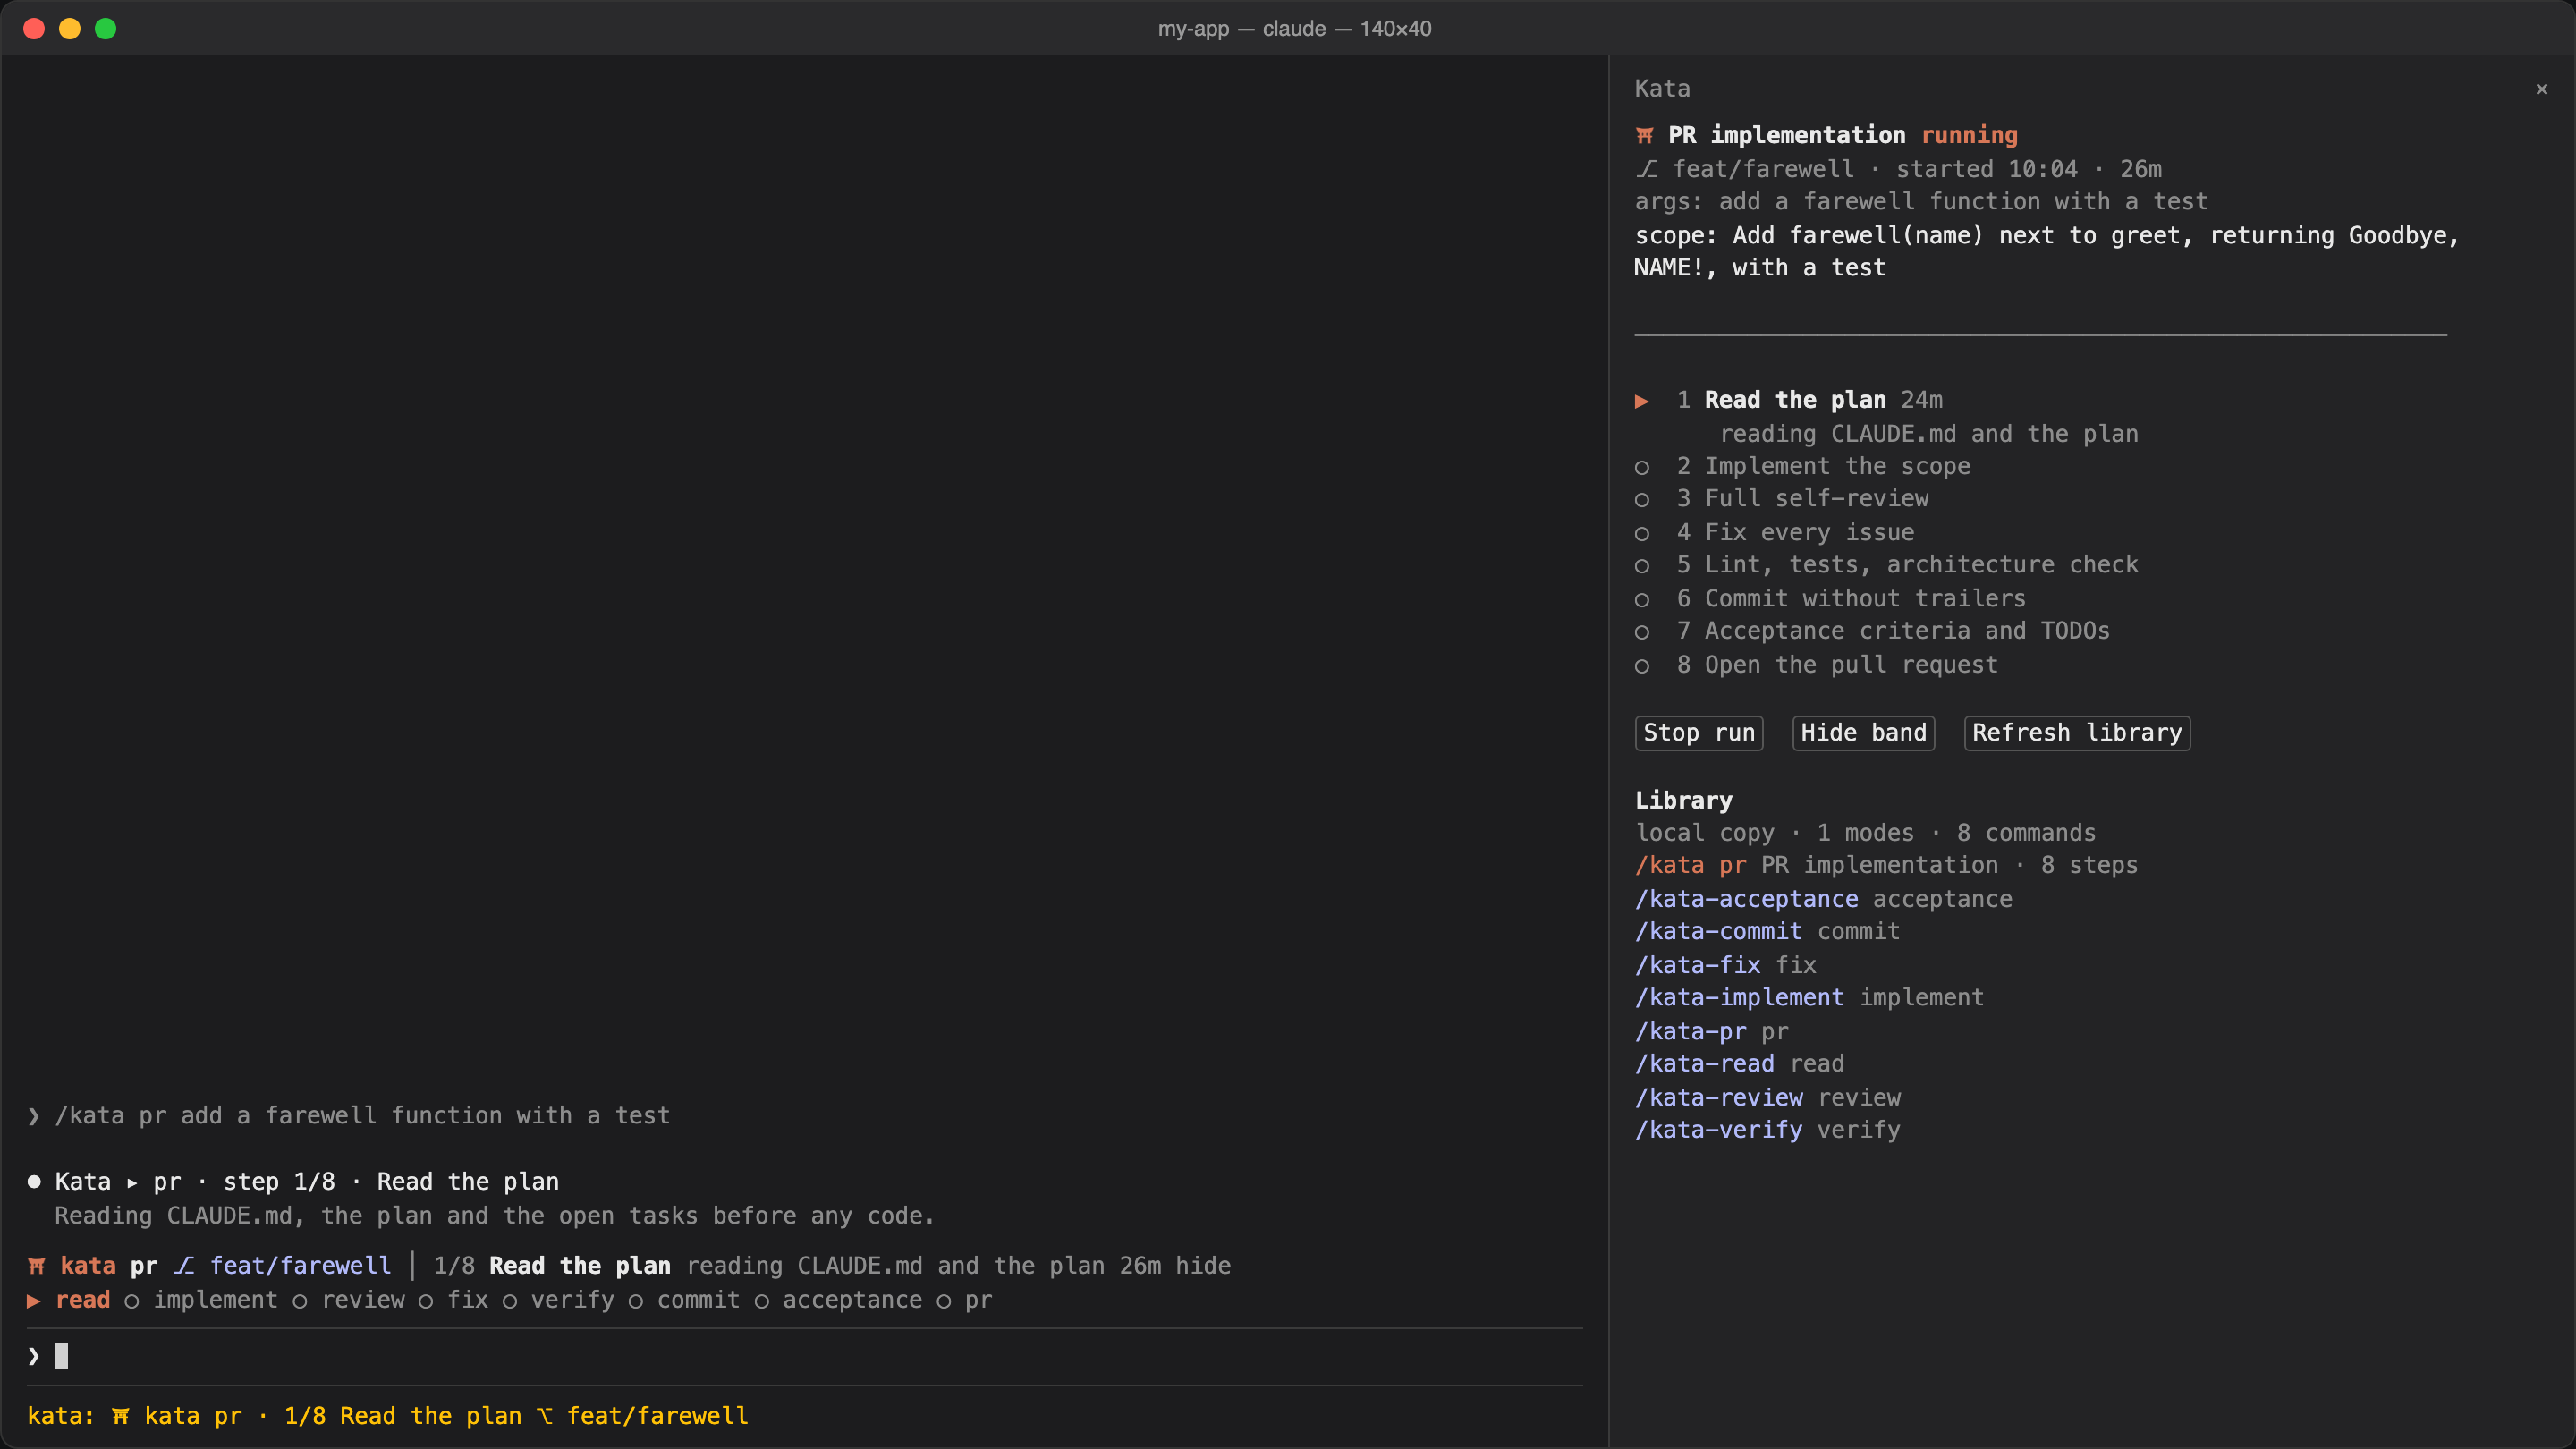 my-app — claude — 140×40
❯ /kata pr add a farewell function with a test
● Kata ▸ pr · step 1/8 · Read the plan
Reading CLAUDE.md, the plan and the open tasks before any code.
⛩ kata pr ⎇ feat/farewell │ 1/8 Read the plan reading CLAUDE.md and the plan 26m hide
▶ read ○ implement ○ review ○ fix ○ verify ○ commit ○ acceptance ○ pr
❯
kata: ⛩ kata pr · 1/8 Read the plan ⌥ feat/farewell
Kata ×
⛩ PR implementation running
⎇ feat/farewell · started 10:04 · 26m
args: add a farewell function with a test
scope: Add farewell(name) next to greet, returning Goodbye,
NAME!, with a test
▶ 1 Read the plan 24m
reading CLAUDE.md and the plan
○ 2 Implement the scope
○ 3 Full self-review
○ 4 Fix every issue
○ 5 Lint, tests, architecture check
○ 6 Commit without trailers
○ 7 Acceptance criteria and TODOs
○ 8 Open the pull request
Stop run Hide band Refresh library
Library
local copy · 1 modes · 8 commands
/kata pr PR implementation · 8 steps
/kata-acceptance acceptance
/kata-commit commit
/kata-fix fix
/kata-implement implement
/kata-pr pr
/kata-read read
/kata-review review
/kata-verify verify